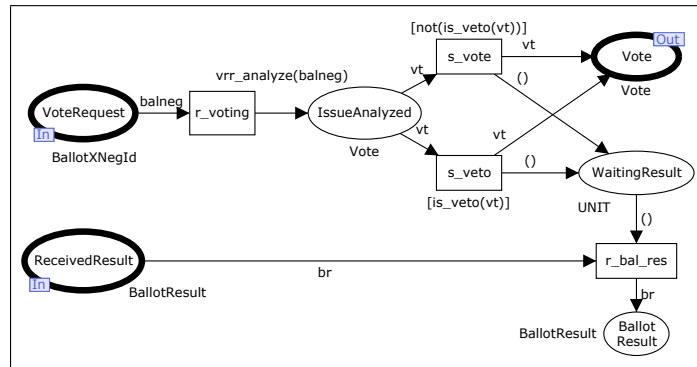 [not(is_veto(vt))]
s_vote
vt
Vote
Out
Vote
vrr_analyze(balneg)
vt
()
VoteRequest
In
BallotXNegId
balneg
r_voting
IssueAnalyzed
Vote
vt
vt
s_veto
[is_veto(vt)]
()
WaitingResult
UNIT
()
ReceivedResult
In
BallotResult
br
r_bal_res
br
BallotResult
Ballot
Result